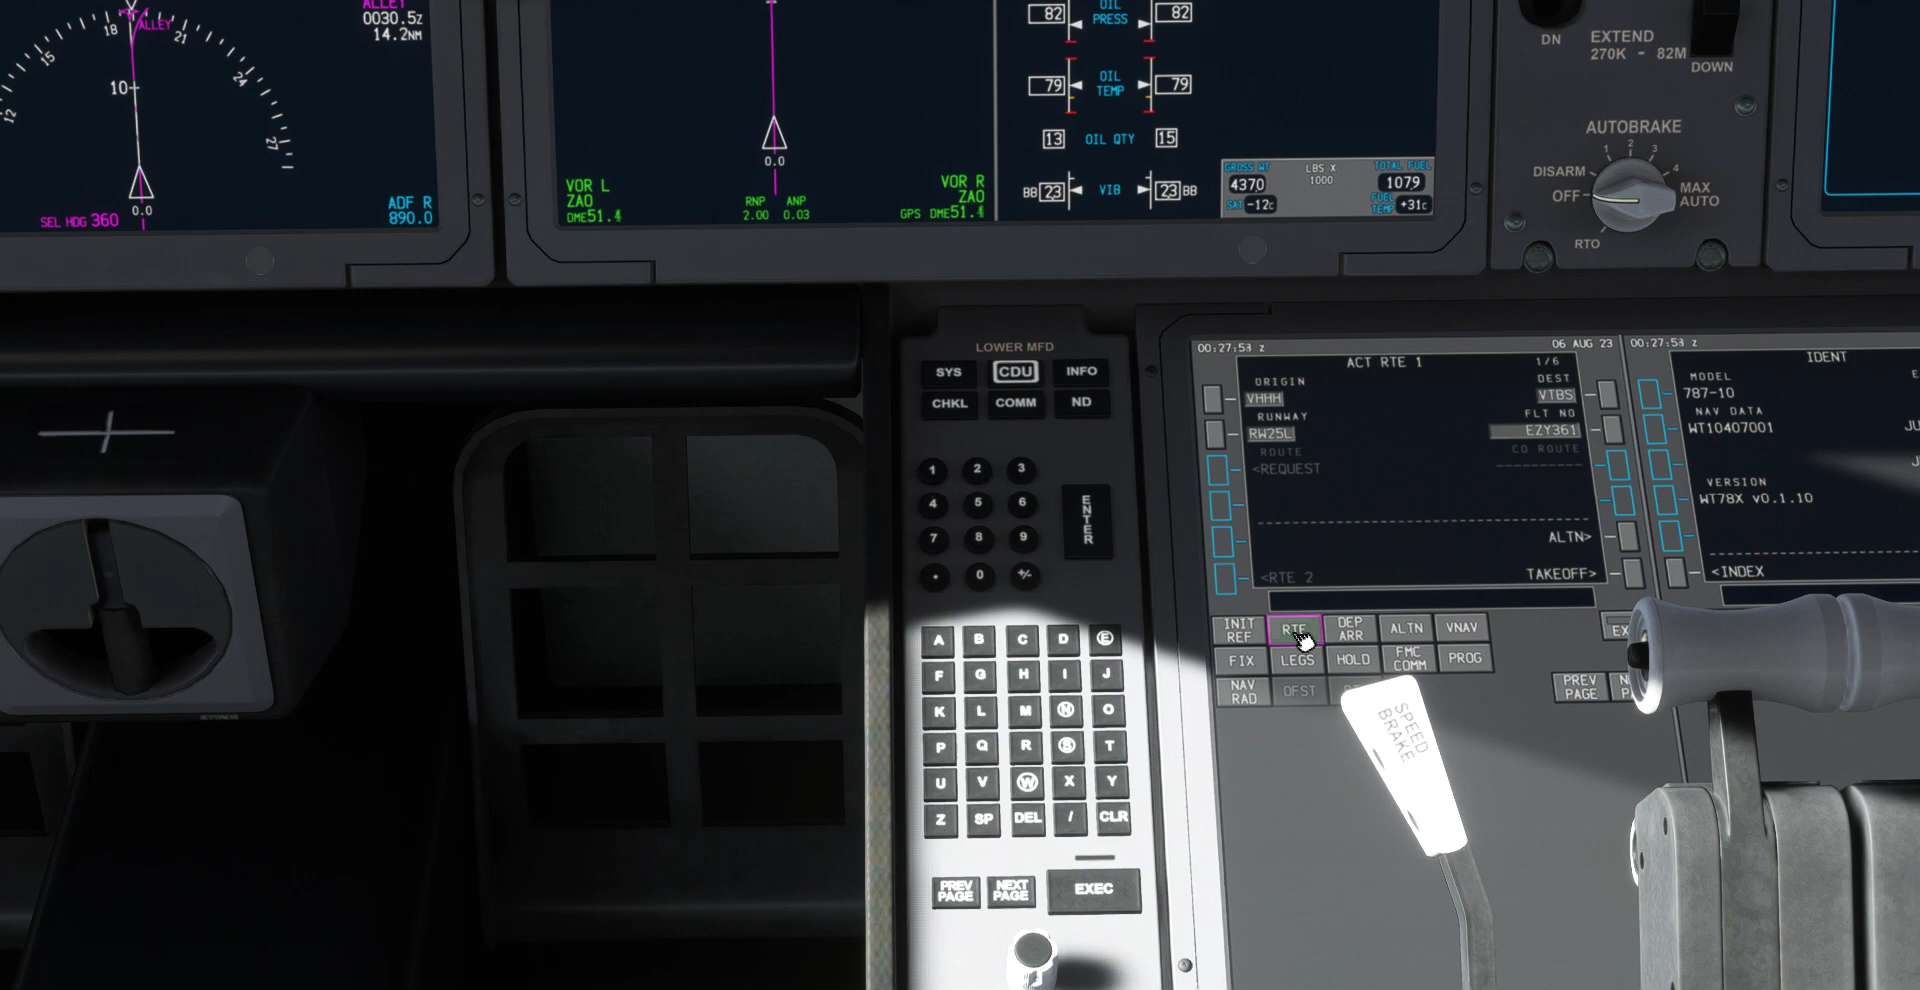 ALLEY
0030.5z
14.2NM
ALLEY
12
15
18
21
24
27
10
0.0
SEL HDG 360
ADF R
890.0
0.0
VOR L
ZAO
DME51.4
RNP ANP
2.00 0.03
VOR R
ZAO
GPS DME51.4
82 OIL PRESS 82
79 OIL TEMP 79
13 OIL QTY 15
BB 23 VIB 23 BB
GROSS WT LBS X 1000 TOTAL FUEL
4370 1079
SAT -12c FUEL TEMP +31c
DN
EXTEND
270K - 82M
DOWN
AUTOBRAKE
1 2 3 4
DISARM
OFF
MAX AUTO
RTO
LOWER MFD
SYS CDU INFO
CHKL COMM ND
1 2 3
4 5 6
7 8 9
. 0 +/-
ENTER
A B C D E
F G H I J
K L M N O
P Q R S T
U V W X Y
Z SP DEL / CLR
PREV PAGE NEXT PAGE EXEC
00:27:53 z 06 AUG 23
ACT RTE 1 1/6
ORIGIN DEST
VHHH VTBS
RUNWAY FLT NO
RW25L EZY361
ROUTE CO ROUTE
<REQUEST ----------
ALTN>
<RTE 2 TAKEOFF>
INIT REF RTE DEP ARR ALTN VNAV
FIX LEGS HOLD FMC COMM PROG
NAV RAD OFST
PREV PAGE
00:27:53 z
IDENT
MODEL
787-10
NAV DATA
WT10407001
VERSION
WT78X v0.1.10
<INDEX
SPEED BRAKE